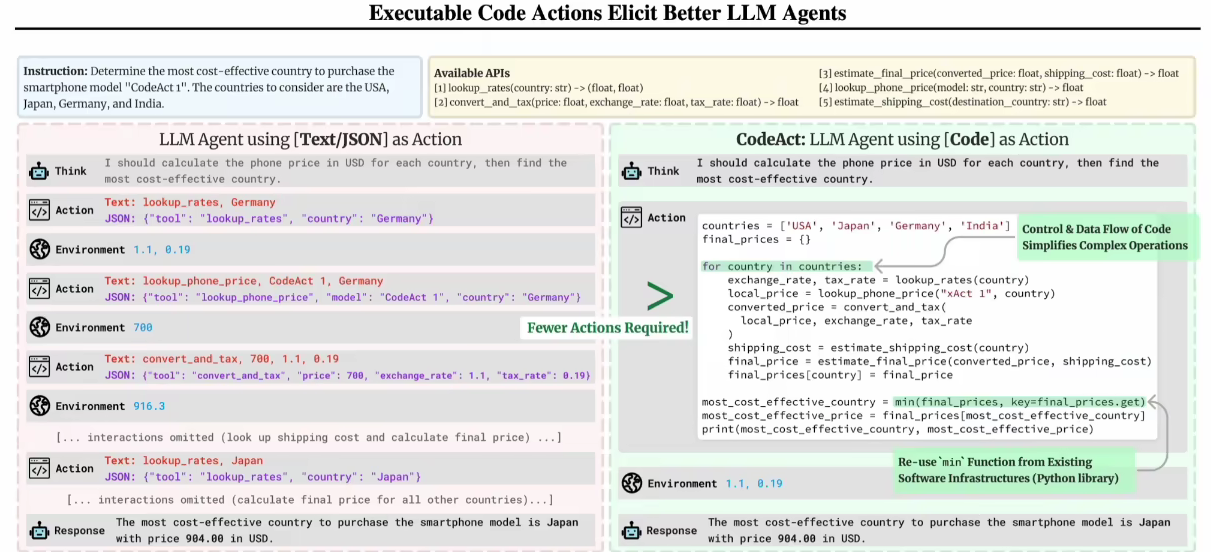 Executable Code Actions Elicit Better LLM Agents
Instruction: Determine the most cost-effective country to purchase the
smartphone model "CodeAct 1". The countries to consider are the USA,
Japan, Germany, and India.
Available APIs
[1] lookup_rates(country: str) -> (float, float)
[2] convert_and_tax(price: float, exchange_rate: float, tax_rate: float) -> float
[3] estimate_final_price(converted_price: float, shipping_cost: float) -> float
[4] lookup_phone_price(model: str, country: str) -> float
[5] estimate_shipping_cost(destination_country: str) -> float
LLM Agent using [Text/JSON] as Action
Think
I should calculate the phone price in USD for each country, then find the
most cost-effective country.
Action
Text: lookup_rates, Germany
JSON: {"tool": "lookup_rates", "country": "Germany"}
Environment 1.1, 0.19
Action
Text: lookup_phone_price, CodeAct 1, Germany
JSON: {"tool": "lookup_phone_price", "model": "CodeAct 1", "country": "Germany"}
Environment 700
Action
Text: convert_and_tax, 700, 1.1, 0.19
JSON: {"tool": "convert_and_tax", "price": 700, "exchange_rate": 1.1, "tax_rate": 0.19}
Environment 916.3
[... interactions omitted (look up shipping cost and calculate final price) ...]
Action
Text: lookup_rates, Japan
JSON: {"tool": "lookup_rates", "country": "Japan"}
[... interactions omitted (calculate final price for all other countries)...]
Response
The most cost-effective country to purchase the smartphone model is Japan
with price 904.00 in USD.
>
Fewer Actions Required!
CodeAct: LLM Agent using [Code] as Action
Think
I should calculate the phone price in USD for each country, then find the
most cost-effective country.
Action
countries = ['USA', 'Japan', 'Germany', 'India']
final_prices = {}
for country in countries:
exchange_rate, tax_rate = lookup_rates(country)
local_price = lookup_phone_price("xAct 1", country)
converted_price = convert_and_tax(
local_price, exchange_rate, tax_rate
)
shipping_cost = estimate_shipping_cost(country)
final_price = estimate_final_price(converted_price, shipping_cost)
final_prices[country] = final_price
most_cost_effective_country = min(final_prices, key=final_prices.get)
most_cost_effective_price = final_prices[most_cost_effective_country]
print(most_cost_effective_country, most_cost_effective_price)
Control & Data Flow of Code
Simplifies Complex Operations
Re-use `min` Function from Existing
Software Infrastructures (Python library)
Environment 1.1, 0.19
Response
The most cost-effective country to purchase the smartphone model is Japan
with price 904.00 in USD.